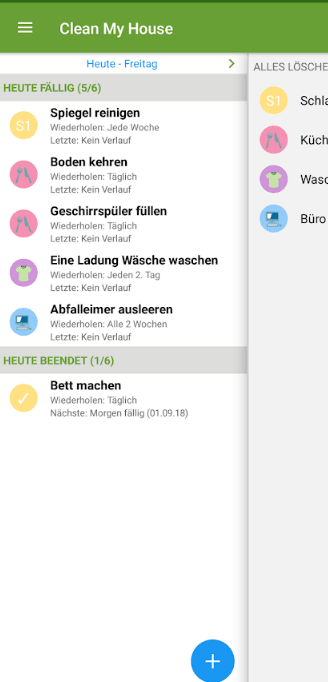 Clean My House
Heute - Freitag
HEUTE FÄLLIG (5/6)
S1
Spiegel reinigen
Wiederholen: Jede Woche
Letzte: Kein Verlauf
Boden kehren
Wiederholen: Täglich
Letzte: Kein Verlauf
Geschirrspüler füllen
Wiederholen: Täglich
Letzte: Kein Verlauf
Eine Ladung Wäsche waschen
Wiederholen: Jeden 2. Tag
Letzte: Kein Verlauf
Abfalleimer ausleeren
Wiederholen: Alle 2 Wochen
Letzte: Kein Verlauf
HEUTE BEENDET (1/6)
Bett machen
Wiederholen: Täglich
Nächste: Morgen fällig (01.09.18)
ALLES LÖSCHE
S1
Schla
Küch
Wasc
Büro